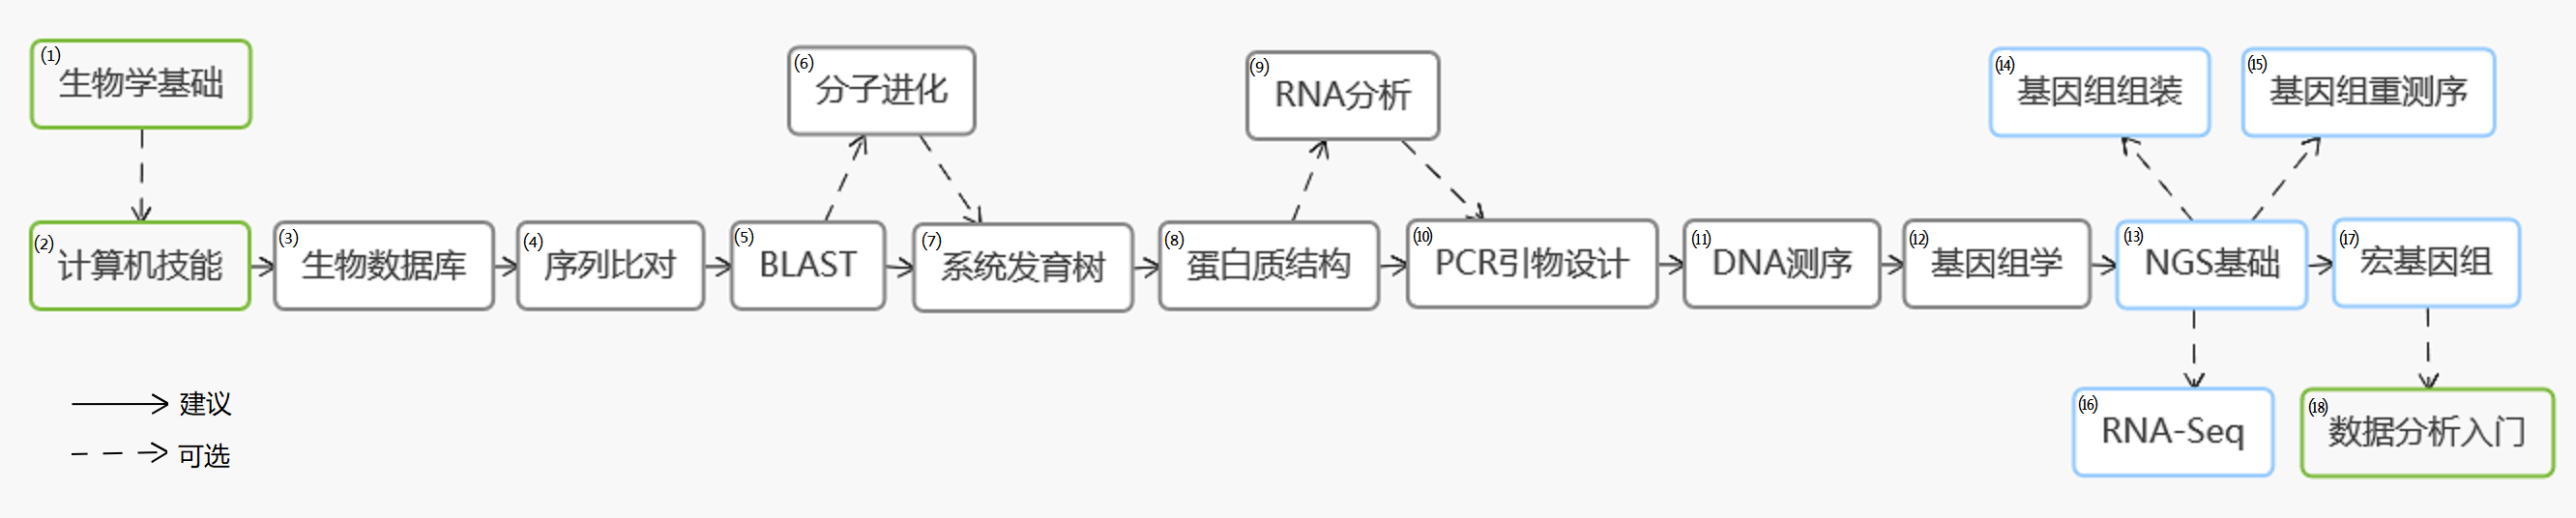 (1) 生物学基础
(2) 计算机技能
(3) 生物数据库
(4) 序列比对
(5) BLAST
(6) 分子进化
(7) 系统发育树
(8) 蛋白质结构
(9) RNA分析
(10) PCR引物设计
(11) DNA测序
(12) 基因组学
(13) NGS基础
(14) 基因组组装
(15) 基因组重测序
(16) RNA-Seq
(17) 宏基因组
(18) 数据分析入门
建议
可选